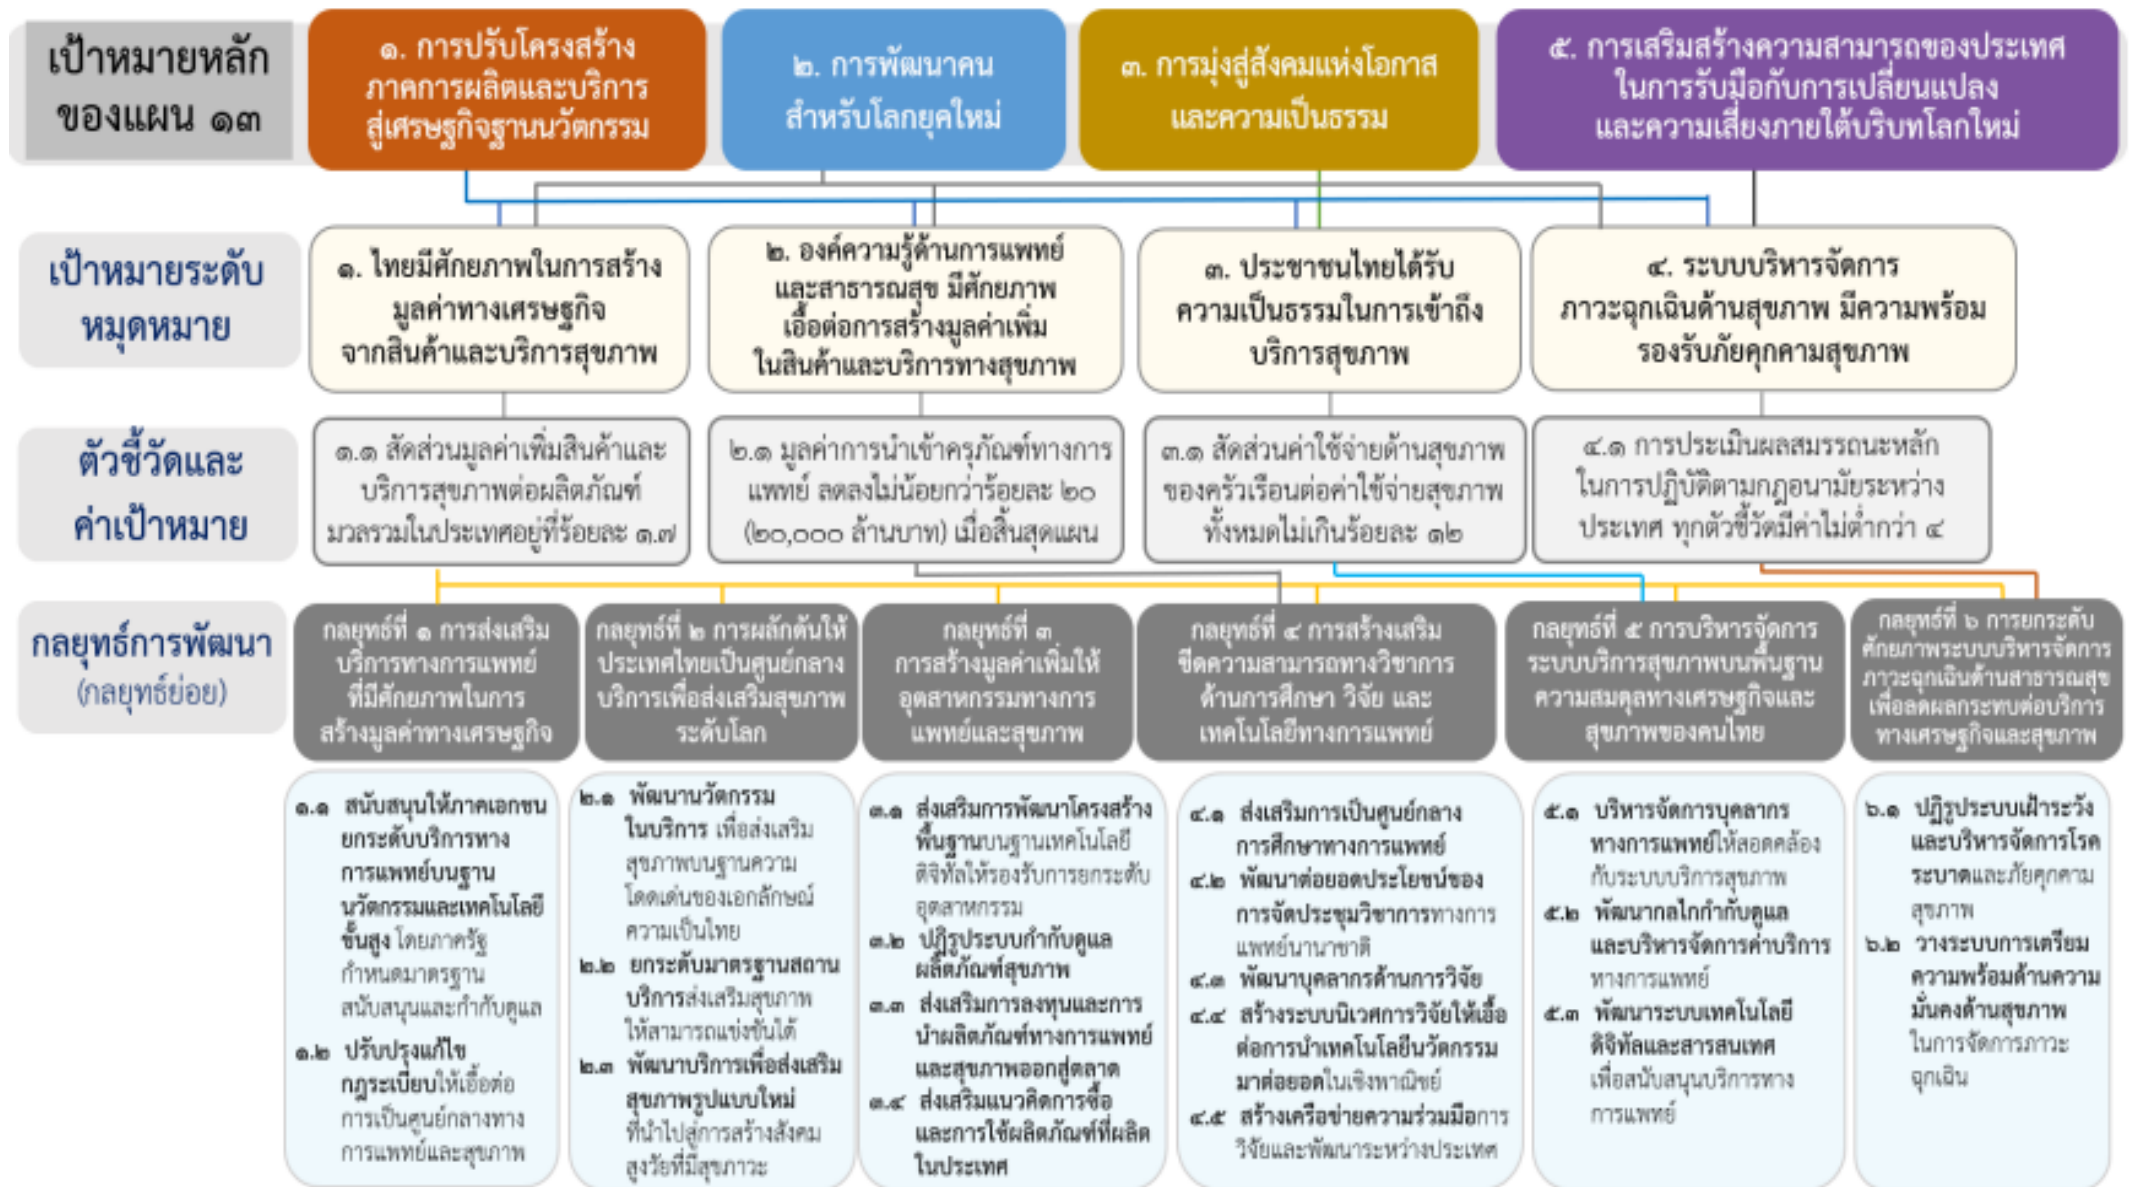 เป้าหมายหลัก
ของแผน ๑๓
๑. การปรับโครงสร้าง
ภาคการผลิตและบริการ
สู่เศรษฐกิจฐานนวัตกรรม
๒. การพัฒนาคน
สำหรับโลกยุคใหม่
๓. การมุ่งสู่สังคมแห่งโอกาส
และความเป็นธรรม
๕. การเสริมสร้างความสามารถของประเทศ
ในการรับมือกับการเปลี่ยนแปลง
และความเสี่ยงภายใต้บริบทโลกใหม่
เป้าหมายระดับ
หมุดหมาย
๑. ไทยมีศักยภาพในการสร้าง
มูลค่าทางเศรษฐกิจ
จากสินค้าและบริการสุขภาพ
๒. องค์ความรู้ด้านการแพทย์
และสาธารณสุข มีศักยภาพ
เอื้อต่อการสร้างมูลค่าเพิ่ม
ในสินค้าและบริการทางสุขภาพ
๓. ประชาชนไทยได้รับ
ความเป็นธรรมในการเข้าถึง
บริการสุขภาพ
๔. ระบบบริหารจัดการ
ภาวะฉุกเฉินด้านสุขภาพ มีความพร้อม
รองรับภัยคุกคามสุขภาพ
ตัวชี้วัดและ
ค่าเป้าหมาย
๑.๑ สัดส่วนมูลค่าเพิ่มสินค้าและ
บริการสุขภาพต่อผลิตภัณฑ์
มวลรวมในประเทศอยู่ที่ร้อยละ ๑.๗
๒.๑ มูลค่าการนำเข้าครุภัณฑ์ทางการ
แพทย์ ลดลงไม่น้อยกว่าร้อยละ ๒๐
(๒๐,๐๐๐ ล้านบาท) เมื่อสิ้นสุดแผน
๓.๑ สัดส่วนค่าใช้จ่ายด้านสุขภาพ
ของครัวเรือนต่อค่าใช้จ่ายสุขภาพ
ทั้งหมดไม่เกินร้อยละ ๑๒
๔.๑ การประเมินผลสมรรถนะหลัก
ในการปฏิบัติตามกฎอนามัยระหว่าง
ประเทศ ทุกตัวชี้วัดมีค่าไม่ต่ำกว่า ๔
กลยุทธ์การพัฒนา
(กลยุทธ์ย่อย)
กลยุทธ์ที่ ๑ การส่งเสริม
บริการทางการแพทย์
ที่มีศักยภาพในการ
สร้างมูลค่าทางเศรษฐกิจ
กลยุทธ์ที่ ๒ การผลักดันให้
ประเทศไทยเป็นศูนย์กลาง
บริการเพื่อส่งเสริมสุขภาพ
ระดับโลก
กลยุทธ์ที่ ๓
การสร้างมูลค่าเพิ่มให้
อุตสาหกรรมทางการ
แพทย์และสุขภาพ
กลยุทธ์ที่ ๔ การสร้างเสริม
ขีดความสามารถทางวิชาการ
ด้านการศึกษา วิจัย และ
เทคโนโลยีทางการแพทย์
กลยุทธ์ที่ ๕ การบริหารจัดการ
ระบบบริการสุขภาพบนพื้นฐาน
ความสมดุลทางเศรษฐกิจและ
สุขภาพของคนไทย
กลยุทธ์ที่ ๖ การยกระดับ
ศักยภาพระบบบริหารจัดการ
ภาวะฉุกเฉินด้านสาธารณสุข
เพื่อลดผลกระทบต่อบริการ
ทางเศรษฐกิจและสุขภาพ
๑.๑ สนับสนุนให้ภาคเอกชน
ยกระดับบริการทาง
การแพทย์บนฐาน
นวัตกรรมและเทคโนโลยี
ขั้นสูง โดยภาครัฐ
กำหนดมาตรฐาน
สนับสนุนและกำกับดูแล
๑.๒ ปรับปรุงแก้ไข
กฎระเบียบให้เอื้อต่อ
การเป็นศูนย์กลางทาง
การแพทย์และสุขภาพ
๒.๑ พัฒนานวัตกรรม
ในบริการ เพื่อส่งเสริม
สุขภาพบนฐานความ
โดดเด่นของเอกลักษณ์
ความเป็นไทย
๒.๒ ยกระดับมาตรฐานสถาน
บริการส่งเสริมสุขภาพ
ให้สามารถแข่งขันได้
๒.๓ พัฒนาบริการเพื่อส่งเสริม
สุขภาพรูปแบบใหม่
ที่นำไปสู่การสร้างสังคม
สูงวัยที่มีสุขภาวะ
๓.๑ ส่งเสริมการพัฒนาโครงสร้าง
พื้นฐานบนฐานเทคโนโลยี
ดิจิทัลให้รองรับการยกระดับ
อุตสาหกรรม
๓.๒ ปฏิรูประบบกำกับดูแล
ผลิตภัณฑ์สุขภาพ
๓.๓ ส่งเสริมการลงทุนและการ
นำผลิตภัณฑ์ทางการแพทย์
และสุขภาพออกสู่ตลาด
๓.๔ ส่งเสริมแนวคิดการซื้อ
และการใช้ผลิตภัณฑ์ที่ผลิต
ในประเทศ
๔.๑ ส่งเสริมการเป็นศูนย์กลาง
การศึกษาทางการแพทย์
๔.๒ พัฒนาต่อยอดประโยชน์ของ
การจัดประชุมวิชาการทางการ
แพทย์นานาชาติ
๔.๓ พัฒนาบุคลากรด้านการวิจัย
๔.๔ สร้างระบบนิเวศการวิจัยให้เอื้อ
ต่อการนำเทคโนโลยีนวัตกรรม
มาต่อยอดในเชิงพาณิชย์
๔.๕ สร้างเครือข่ายความร่วมมือการ
วิจัยและพัฒนาระหว่างประเทศ
๕.๑ บริหารจัดการบุคลากร
ทางการแพทย์ให้สอดคล้อง
กับระบบบริการสุขภาพ
๕.๒ พัฒนากลไกกำกับดูแล
และบริหารจัดการค่าบริการ
ทางการแพทย์
๕.๓ พัฒนาระบบเทคโนโลยี
ดิจิทัลและสารสนเทศ
เพื่อสนับสนุนบริการทาง
การแพทย์
๖.๑ ปฏิรูประบบเฝ้าระวัง
และบริหารจัดการโรค
ระบาดและภัยคุกคาม
สุขภาพ
๖.๒ วางระบบการเตรียม
ความพร้อมด้านความ
มั่นคงด้านสุขภาพ
ในการจัดการภาวะ
ฉุกเฉิน